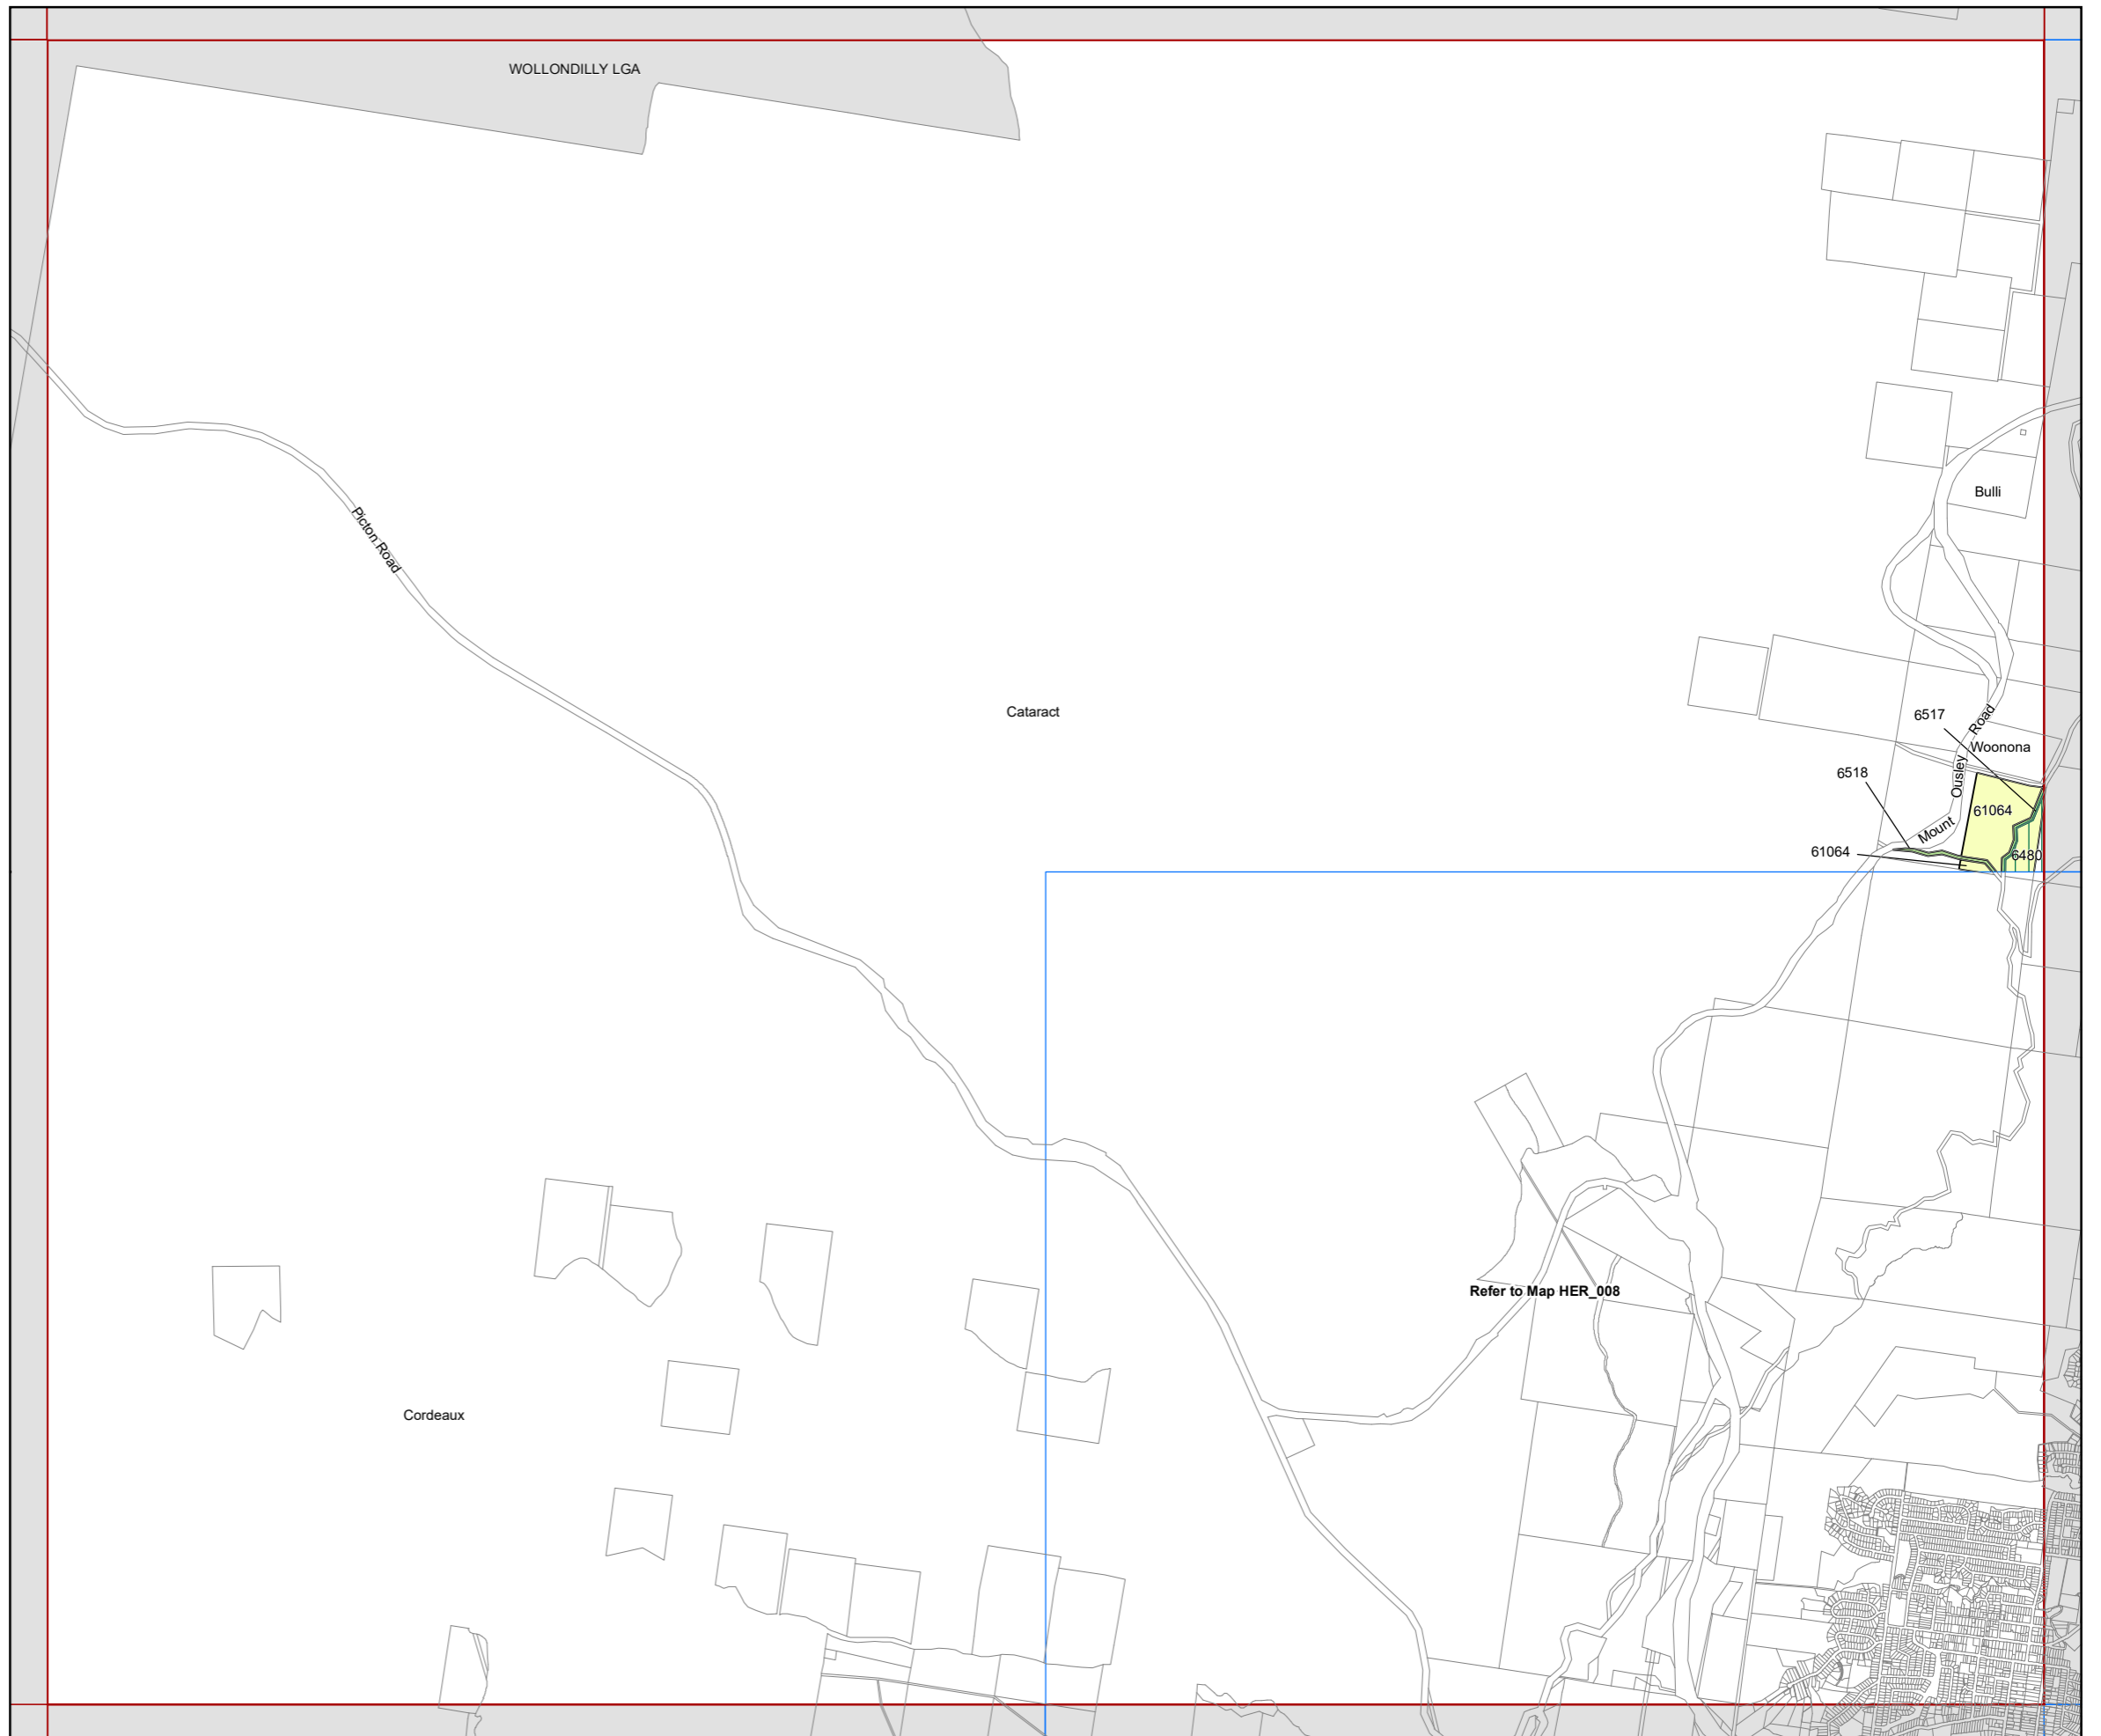 WOLLONDILLY LGA
Picton Road
Bulli
Cataract
6517
Road
Woonona
Ousley
6518
61064
Mount
61064
6480
Refer to Map HER_008
Cordeaux